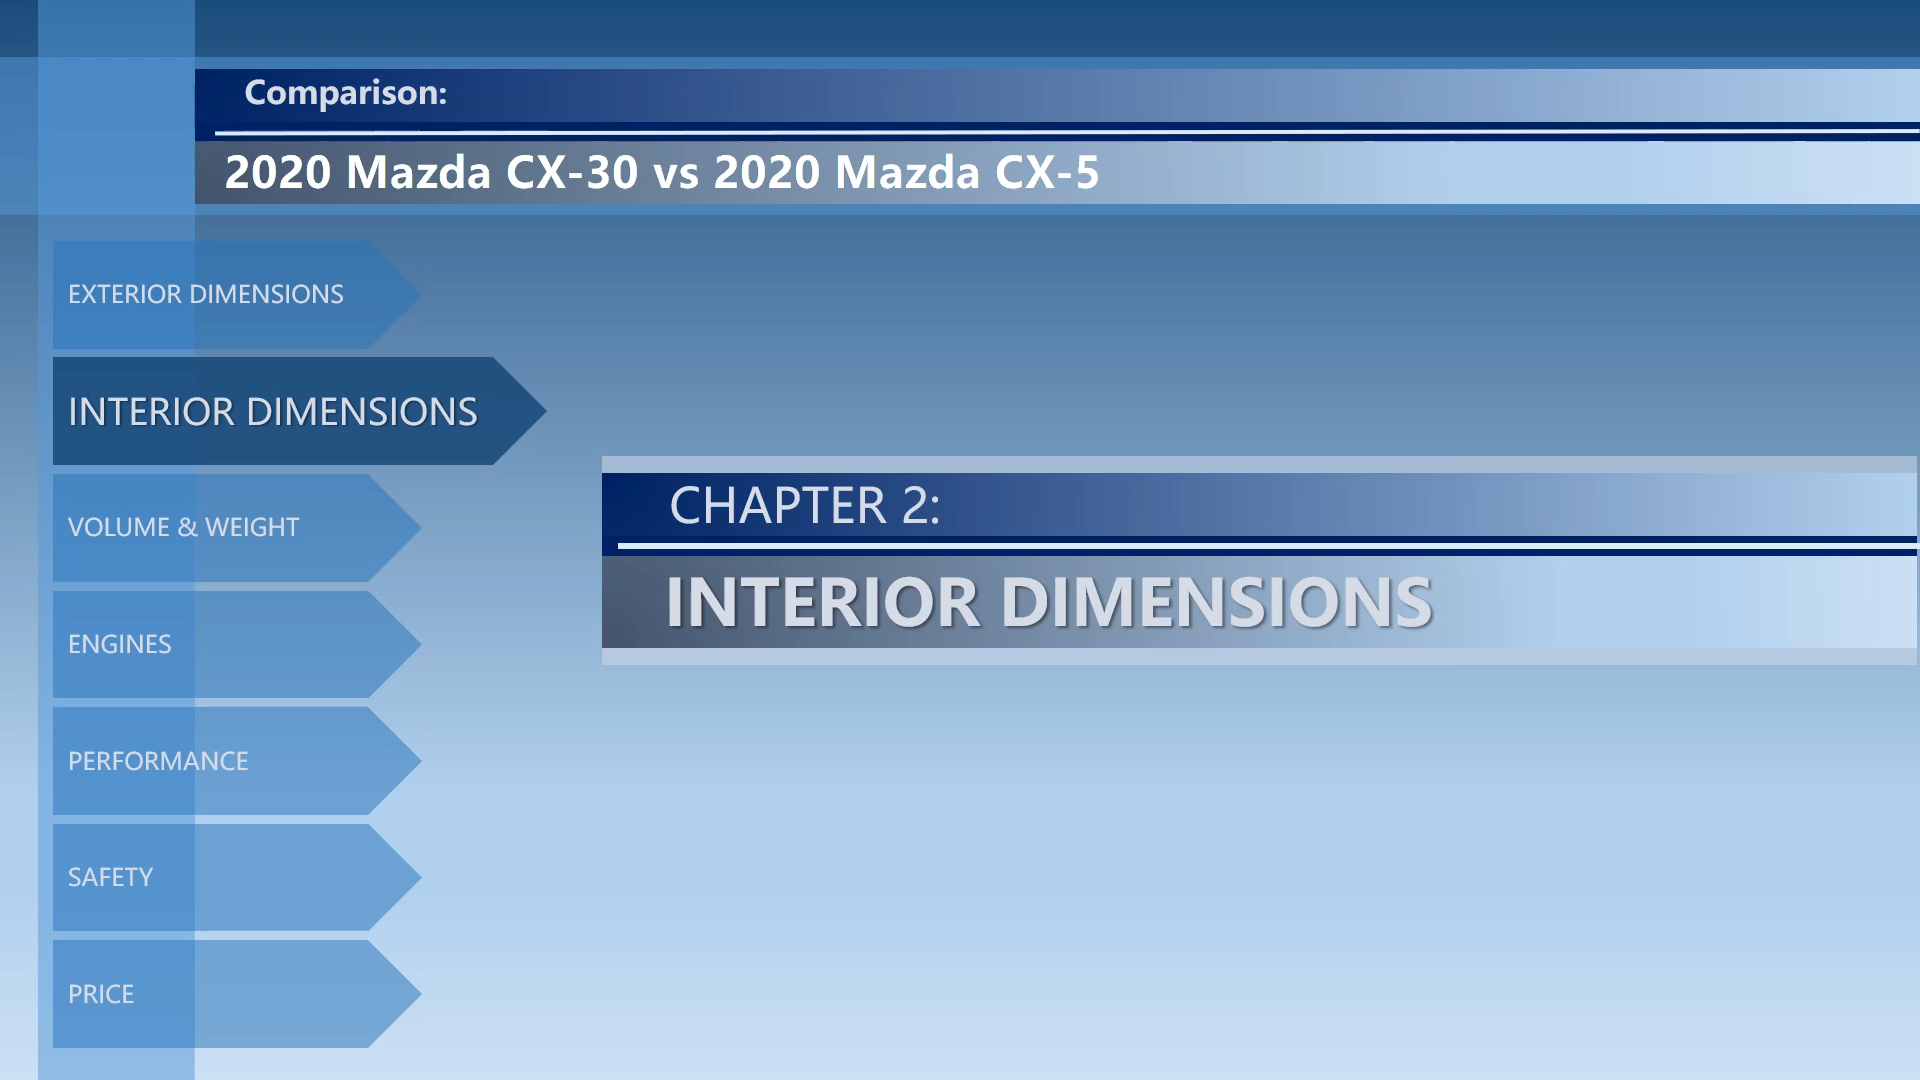 Comparison:
2020 Mazda CX-30 vs 2020 Mazda CX-5
EXTERIOR DIMENSIONS
INTERIOR DIMENSIONS
VOLUME & WEIGHT
ENGINES
PERFORMANCE
SAFETY
PRICE
CHAPTER 2:
INTERIOR DIMENSIONS